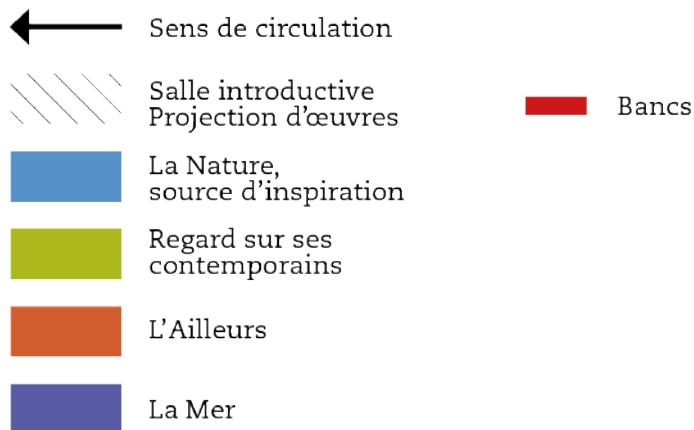 Sens de circulation
Salle introductive
Projection d'œuvres
Bancs
La Nature,
source d'inspiration
Regard sur ses
contemporains
L'Ailleurs
La Mer